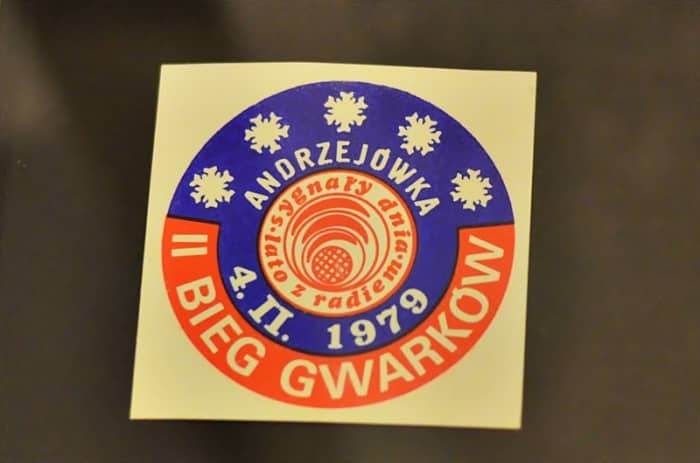 ANDRZEJÓWKA
sygnały dnia · lato z radiem ·
4. II. 1979
II BIEG GWARKÓW